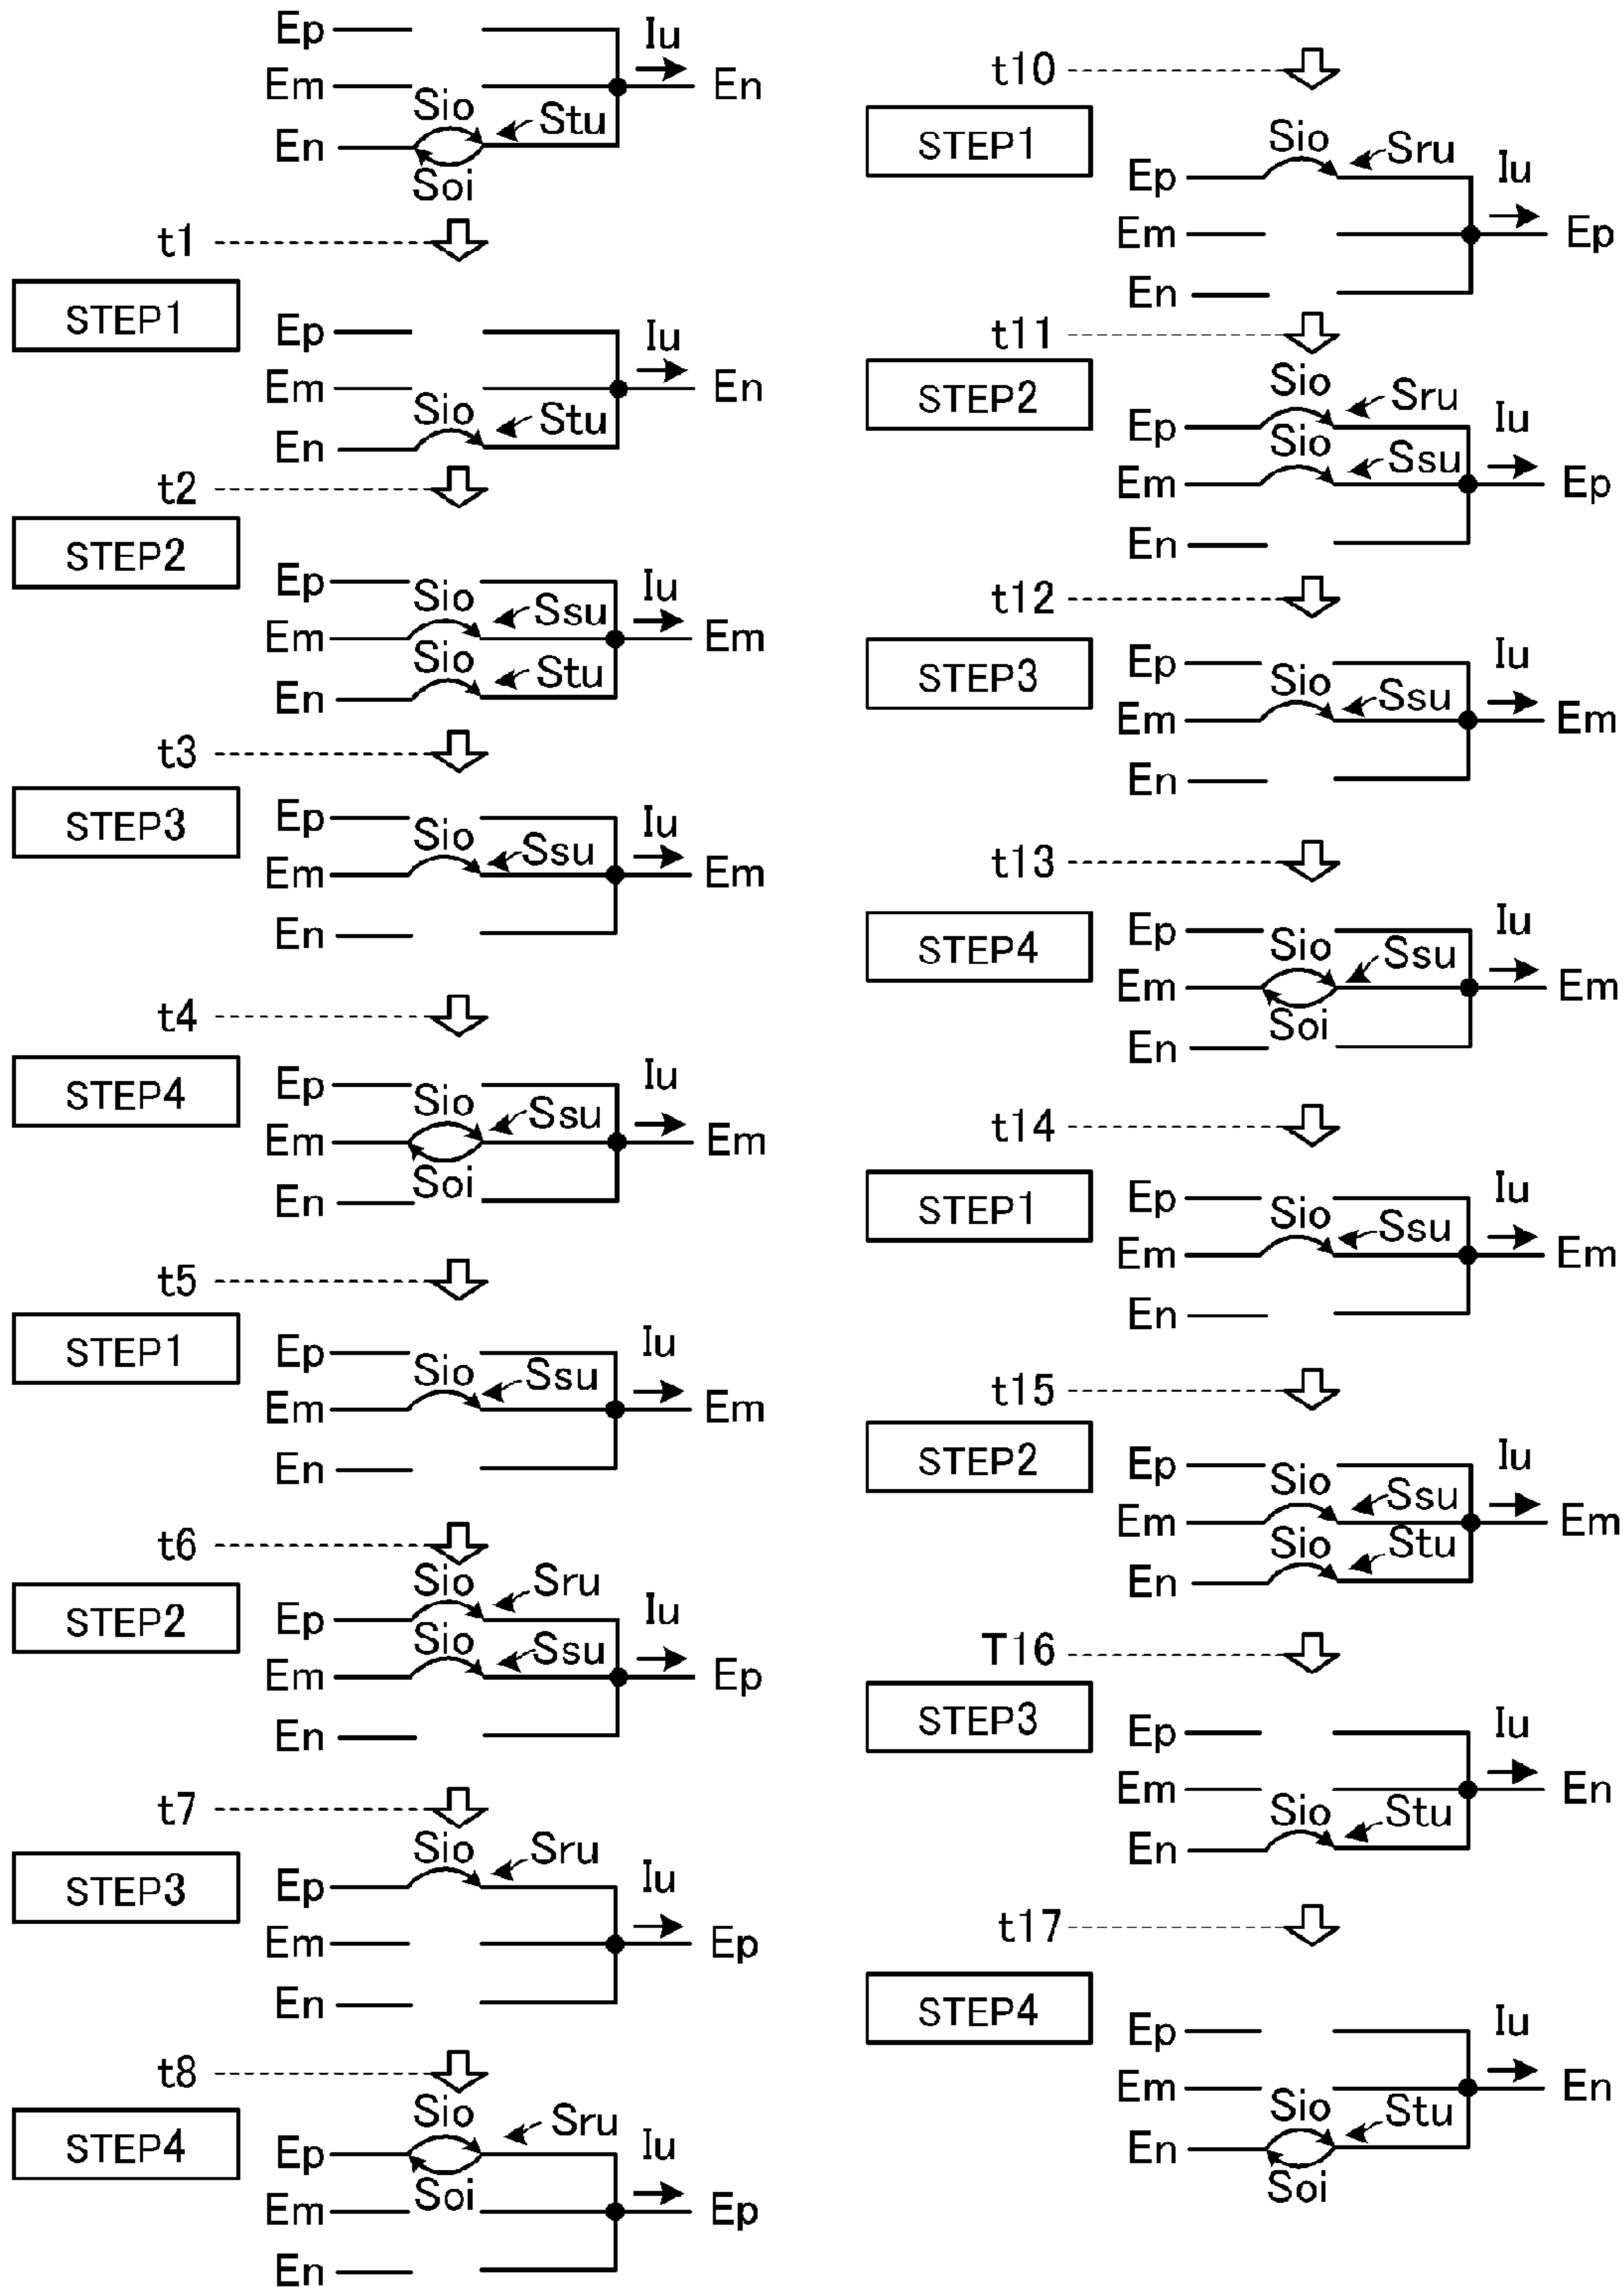 Ep Iu
Em En
Sio Stu
En
Soi
t1
STEP1
Ep Iu
Em En
Sio Stu
En
t2
STEP2
Ep Sio Iu
Em Ssu Em
Sio Stu
En
t3
STEP3
Ep Sio Iu
Em Ssu Em
En
t4
STEP4
Ep Sio Iu
Em Ssu Em
En Soi
t5
STEP1
Ep Sio Iu
Em Ssu Em
En
t6
STEP2
Sio Sru
Ep Iu
Sio Ssu
Em Ep
En
t7
STEP3
Sio Sru
Ep Iu
Em Ep
En
t8
STEP4
Sio Sru
Ep Iu
Soi
Em Ep
En
t10
STEP1
Sio Sru
Ep Iu
Em Ep
En
t11
STEP2
Sio Sru
Ep Iu
Sio Ssu
Em Ep
En
t12
STEP3
Ep Sio Iu
Em Ssu Em
En
t13
STEP4
Ep Sio Iu
Em Ssu Em
En Soi
t14
STEP1
Ep Sio Iu
Em Ssu Em
En
t15
STEP2
Ep Sio Iu
Em Ssu Em
Sio Stu
En
T16
STEP3
Ep Iu
Em En
Sio Stu
En
t17
STEP4
Ep Iu
Em En
Sio Stu
En
Soi